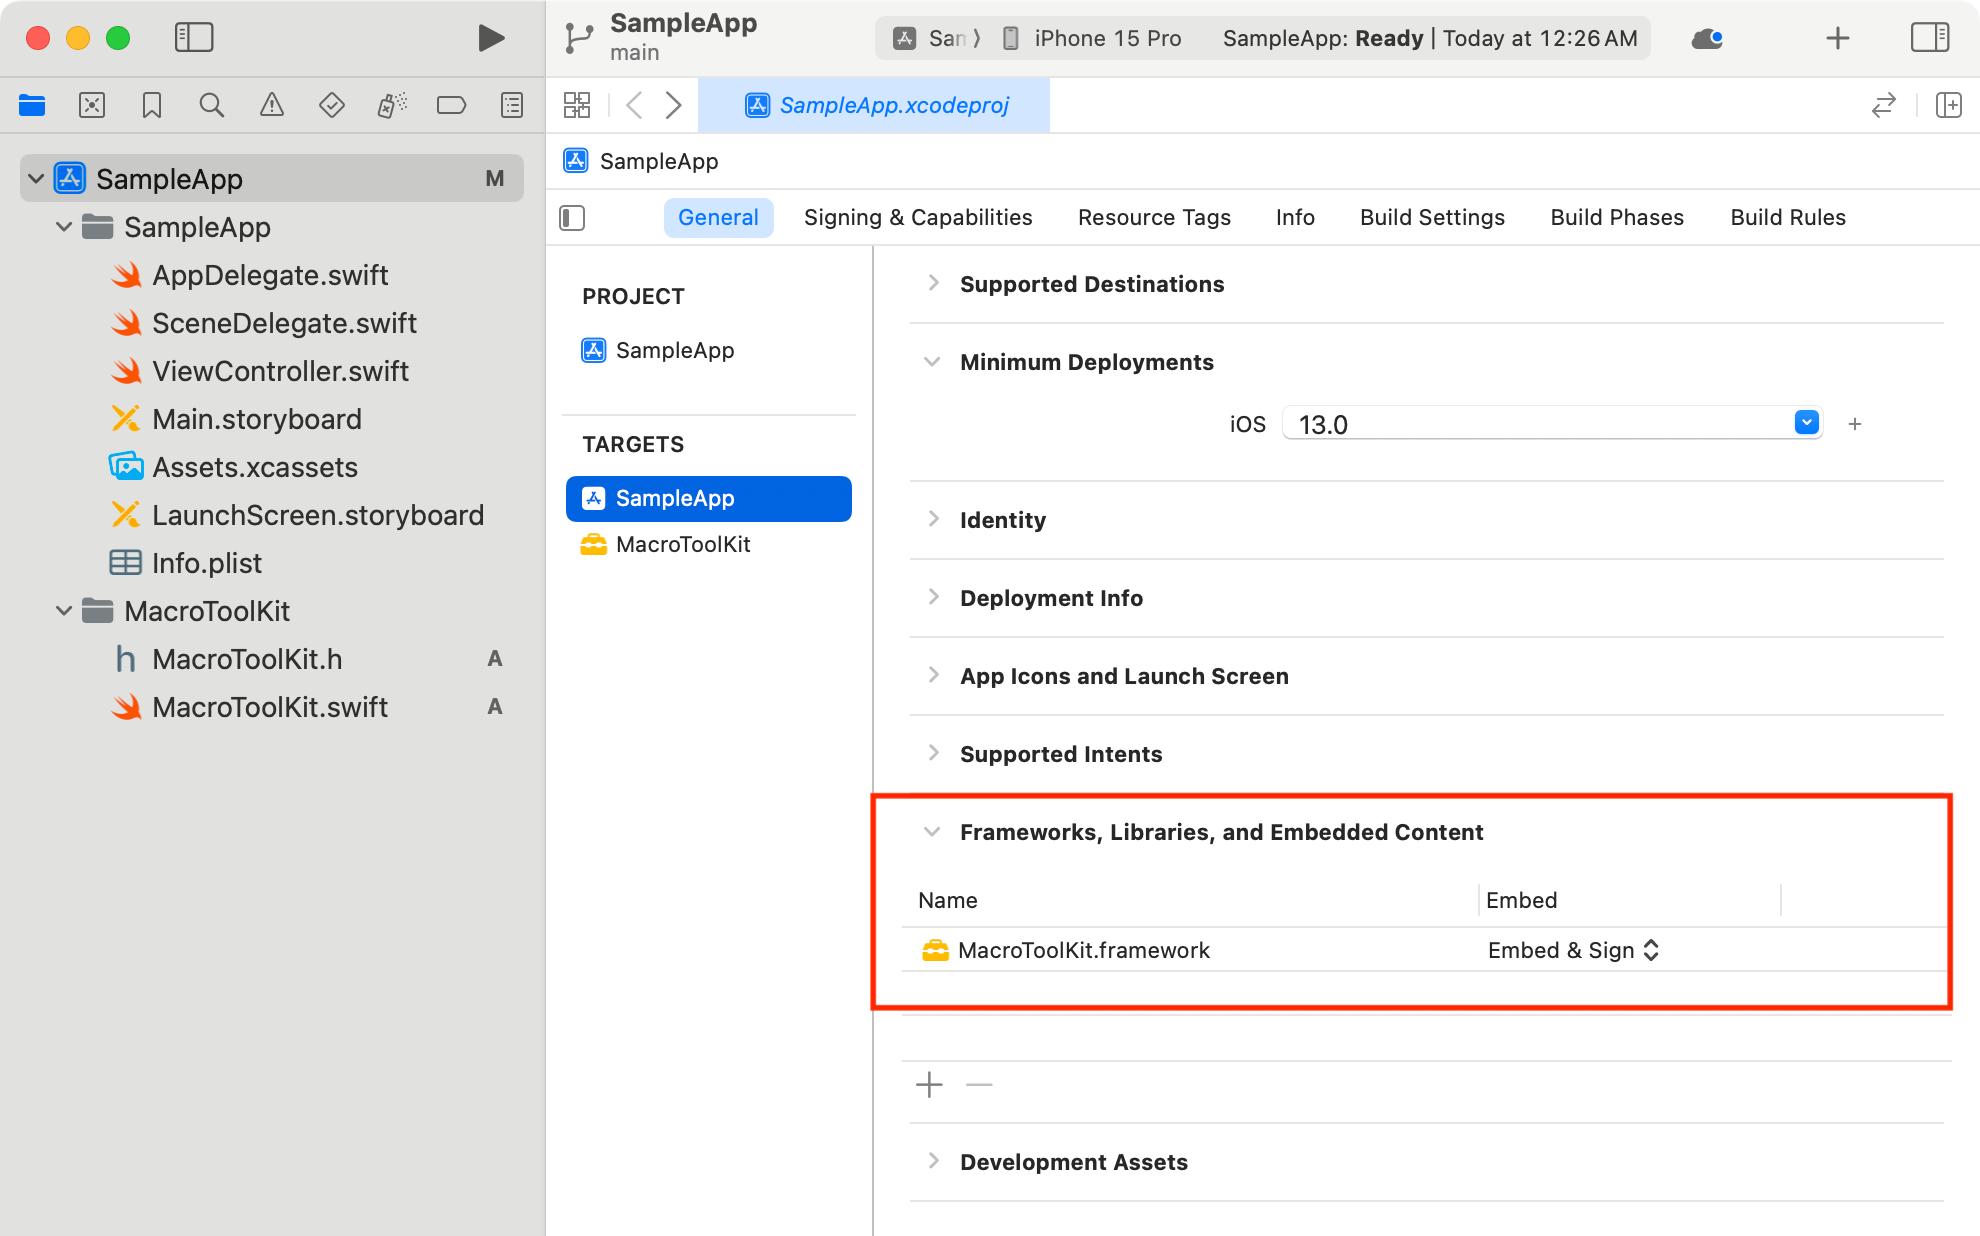 SampleApp
main
iPhone 15 Pro
SampleApp: Ready | Today at 12:26 AM
SampleApp.xcodeproj
SampleApp M
SampleApp
AppDelegate.swift
SceneDelegate.swift
ViewController.swift
Main.storyboard
Assets.xcassets
LaunchScreen.storyboard
Info.plist
MacroToolKit
h MacroToolKit.h A
MacroToolKit.swift A
SampleApp
General Signing & Capabilities Resource Tags Info Build Settings Build Phases Build Rules
PROJECT
SampleApp
TARGETS
SampleApp
MacroToolKit
Supported Destinations
Minimum Deployments
iOS 13.0 +
Identity
Deployment Info
App Icons and Launch Screen
Supported Intents
Frameworks, Libraries, and Embedded Content
Name Embed
MacroToolKit.framework Embed & Sign
Development Assets